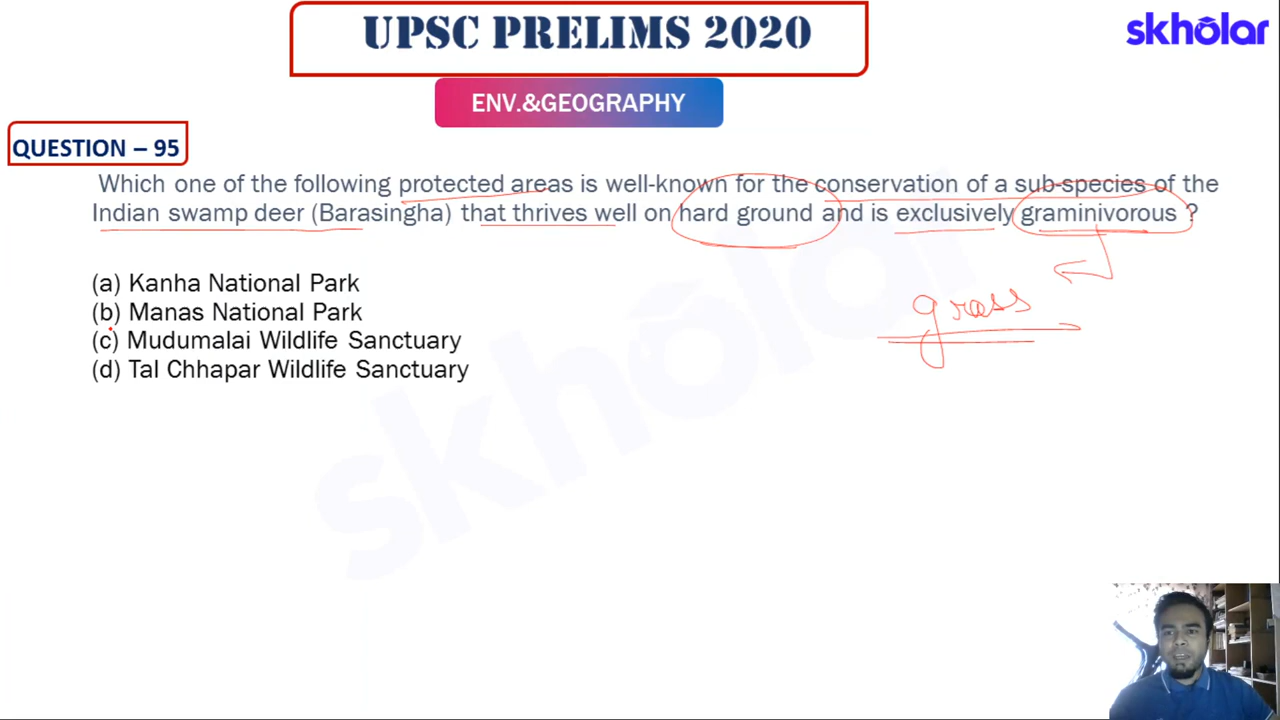 UPSC PRELIMS 2020
skholar
ENV.&GEOGRAPHY
QUESTION – 95
Which one of the following protected areas is well-known for the conservation of a sub-species of the
Indian swamp deer (Barasingha) that thrives well on hard ground and is exclusively graminivorous ?
(a) Kanha National Park
(b) Manas National Park
(c) Mudumalai Wildlife Sanctuary
(d) Tal Chhapar Wildlife Sanctuary
grass
skholar